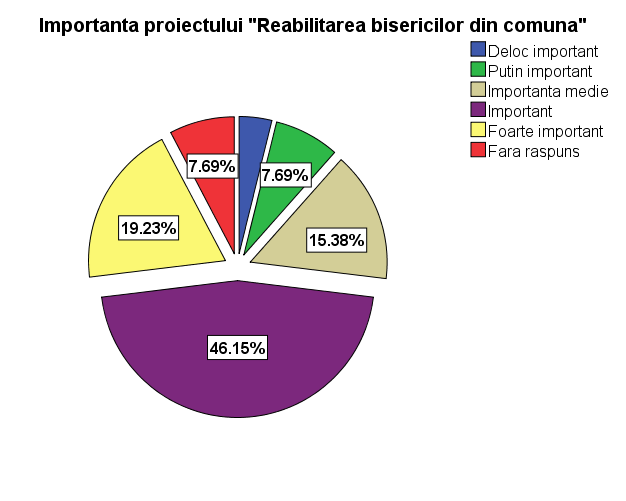 Importanta proiectului "Reabilitarea bisericilor din comuna"
Deloc important
Putin important
Importanta medie
Important
Foarte important
Fara raspuns
7.69%
7.69%
19.23%
15.38%
46.15%